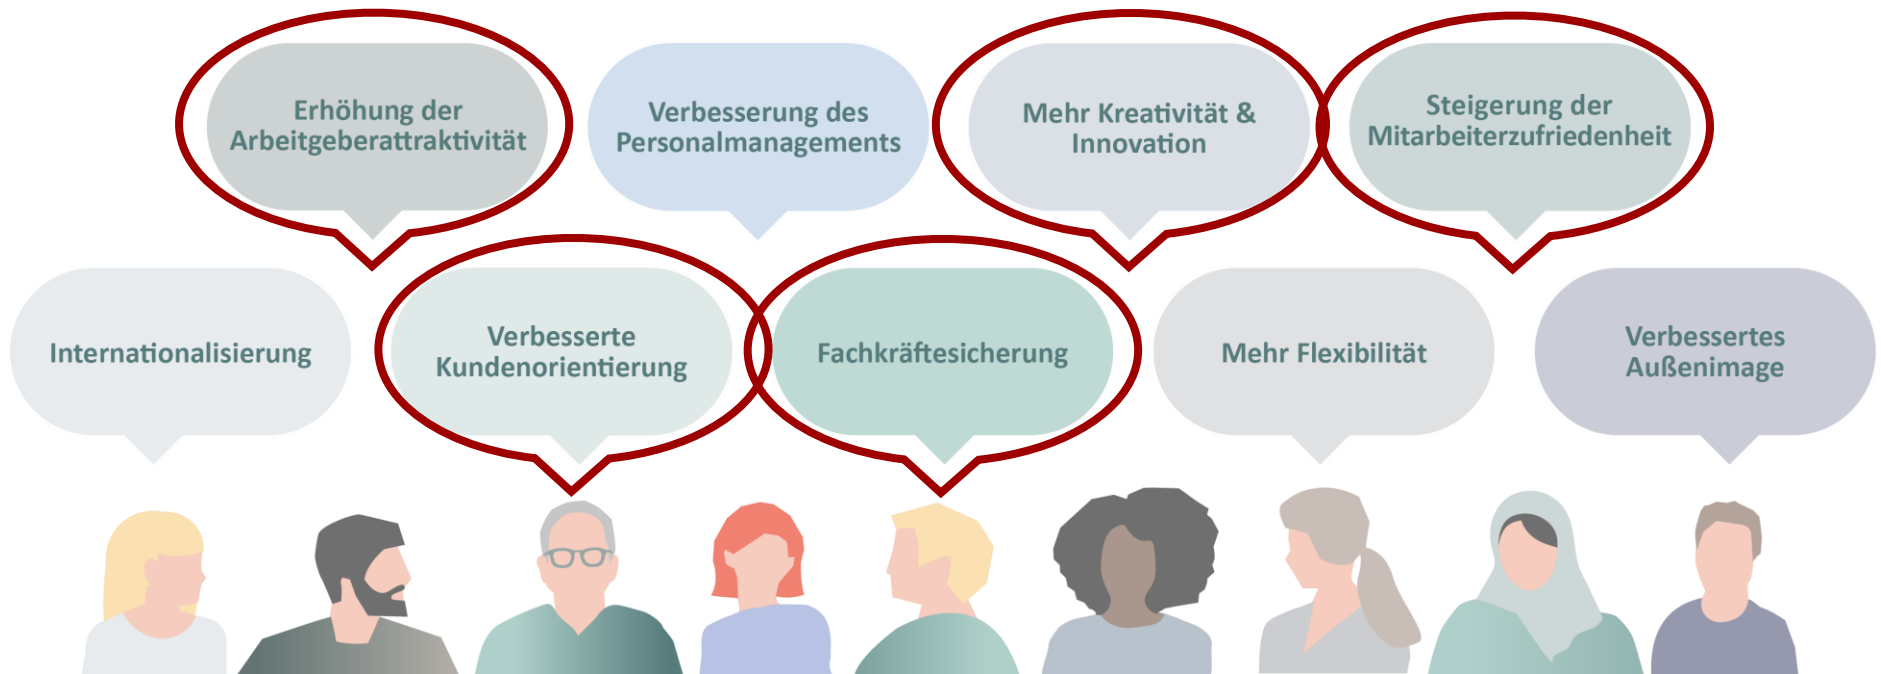 Erhöhung der
Arbeitgeberattraktivität
Verbesserung des
Personalmanagements
Mehr Kreativität &
Innovation
Steigerung der
Mitarbeiterzufriedenheit
Internationalisierung
Verbesserte
Kundenorientierung
Fachkräftesicherung
Mehr Flexibilität
Verbessertes
Außenimage